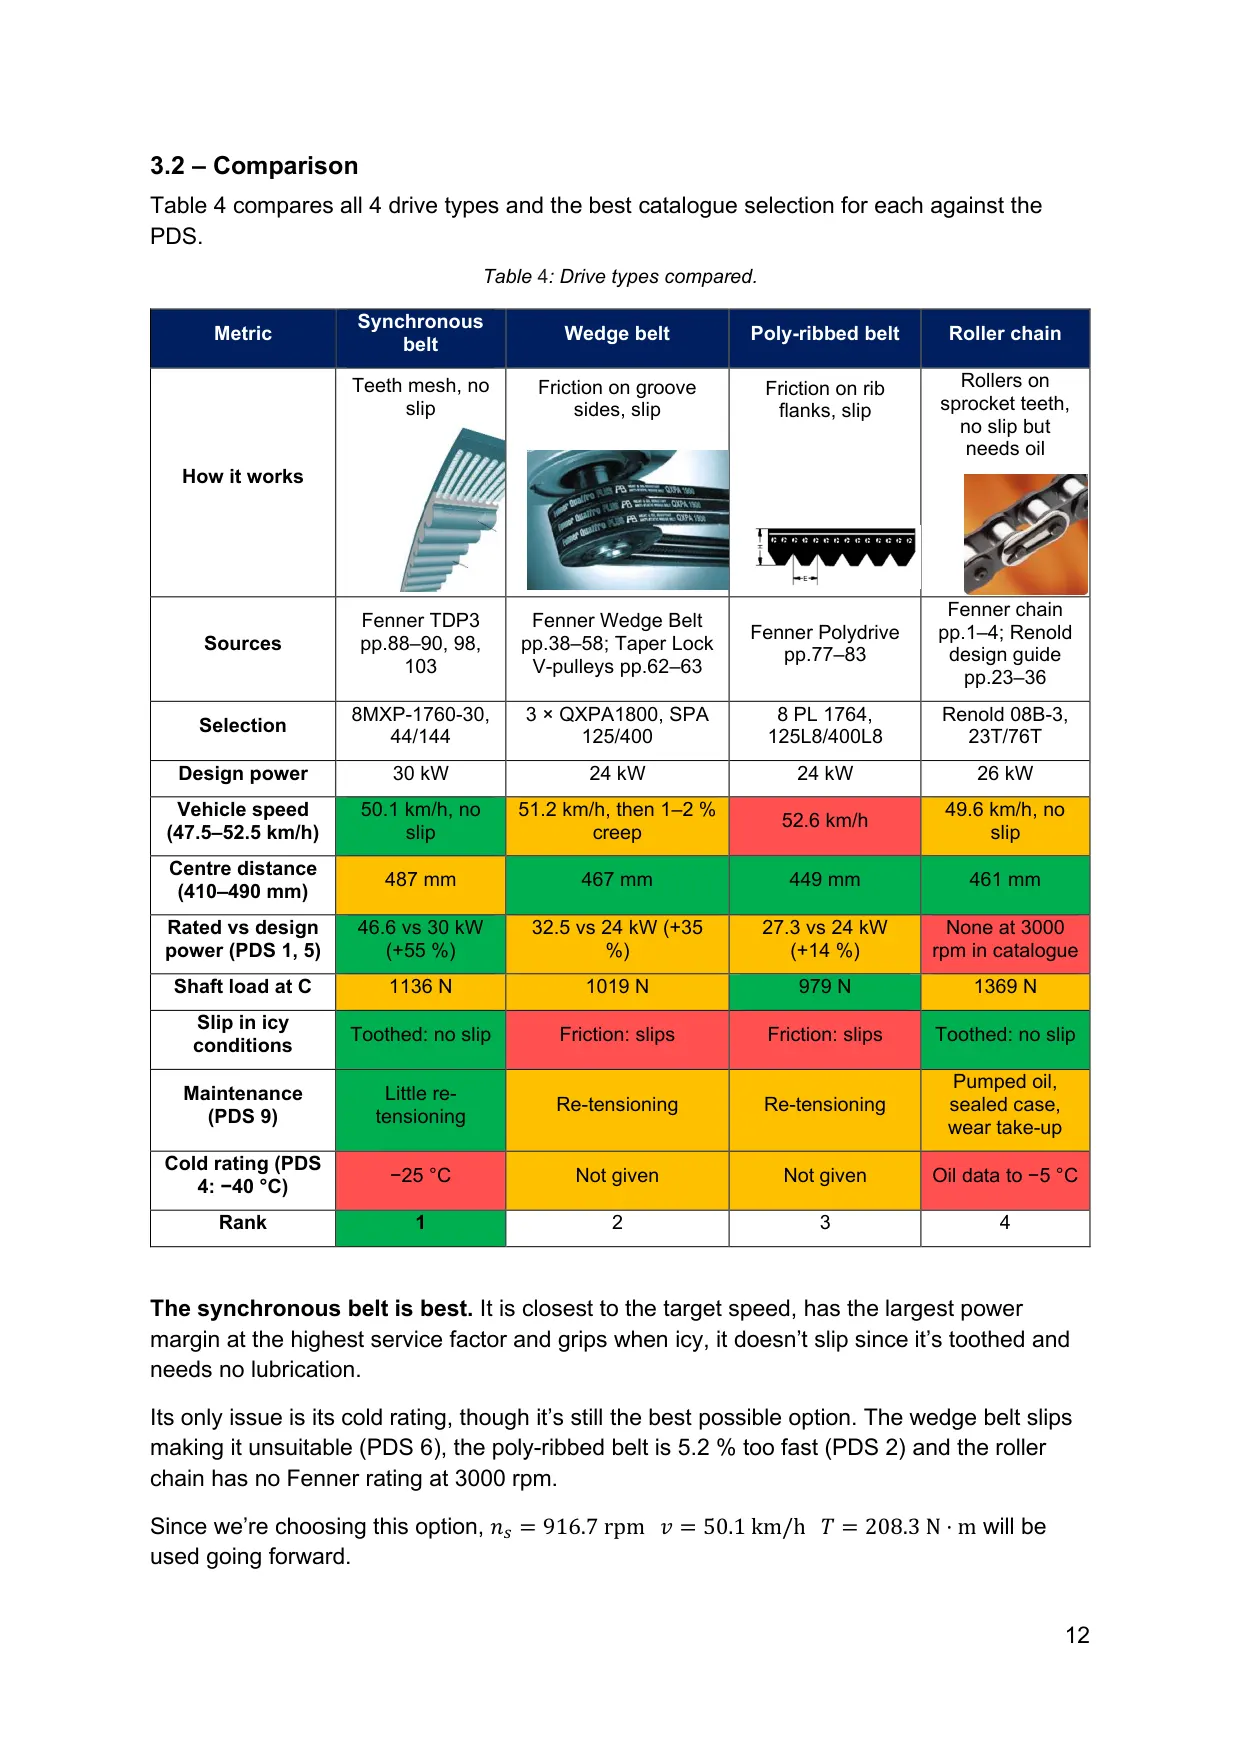 3.2 – Comparison
Table 4 compares all 4 drive types and the best catalogue selection for each against the
PDS.
Table 4: Drive types compared.
Metric
Synchronous
belt
Wedge belt
Poly-ribbed belt
Roller chain
How it works
Teeth mesh, no
slip
Friction on groove
sides, slip
Friction on rib
flanks, slip
Rollers on
sprocket teeth,
no slip but
needs oil
Sources
Fenner TDP3
pp.88–90, 98,
103
Fenner Wedge Belt
pp.38–58; Taper Lock
V-pulleys pp.62–63
Fenner Polydrive
pp.77–83
Fenner chain
pp.1–4; Renold
design guide
pp.23–36
Selection
8MXP-1760-30,
44/144
3 × QXPA1800, SPA
125/400
8 PL 1764,
125L8/400L8
Renold 08B-3,
23T/76T
Design power
30 kW
24 kW
24 kW
26 kW
Vehicle speed
(47.5–52.5 km/h)
50.1 km/h, no
slip
51.2 km/h, then 1–2 %
creep
52.6 km/h
49.6 km/h, no
slip
Centre distance
(410–490 mm)
487 mm
467 mm
449 mm
461 mm
Rated vs design
power (PDS 1, 5)
46.6 vs 30 kW
(+55 %)
32.5 vs 24 kW (+35
%)
27.3 vs 24 kW
(+14 %)
None at 3000
rpm in catalogue
Shaft load at C
1136 N
1019 N
979 N
1369 N
Slip in icy
conditions
Toothed: no slip
Friction: slips
Friction: slips
Toothed: no slip
Maintenance
(PDS 9)
Little re-
tensioning
Re-tensioning
Re-tensioning
Pumped oil,
sealed case,
wear take-up
Cold rating (PDS
4: −40 °C)
−25 °C
Not given
Not given
Oil data to −5 °C
Rank
1
2
3
4
The synchronous belt is best. It is closest to the target speed, has the largest power
margin at the highest service factor and grips when icy, it doesn’t slip since it’s toothed and
needs no lubrication.
Its only issue is its cold rating, though it’s still the best possible option. The wedge belt slips
making it unsuitable (PDS 6), the poly-ribbed belt is 5.2 % too fast (PDS 2) and the roller
chain has no Fenner rating at 3000 rpm.
Since we’re choosing this option, nₛ = 916.7 rpm v = 50.1 km/h T = 208.3 N · m will be
used going forward.
12